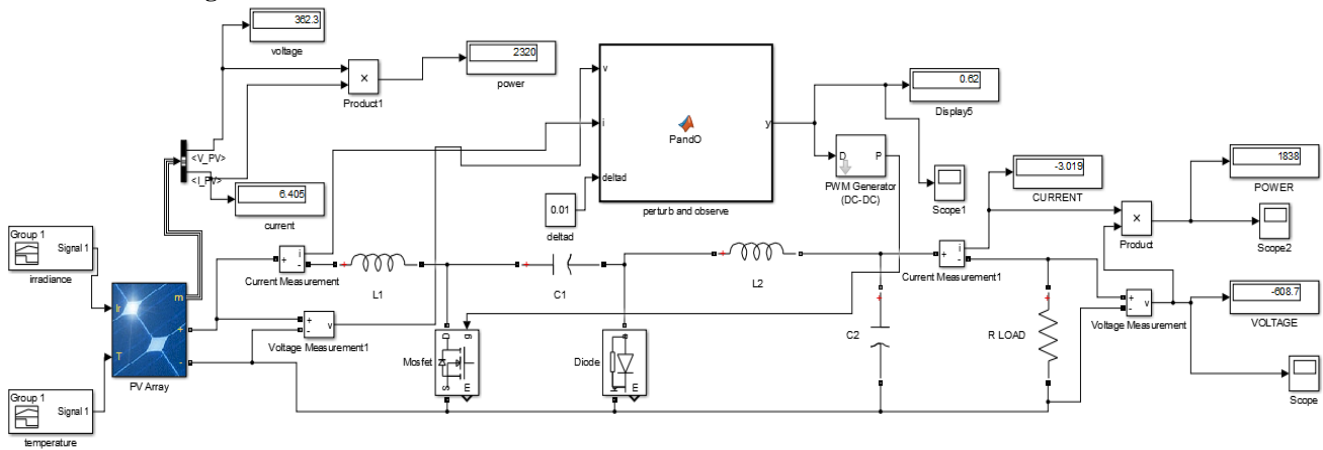 362.3
voltage
2320
power
×
Product1
v
i
deltad
PandO
y
perturb and observe
0.62
Display5
D
P
PWM Generator
(DC-DC)
Scope1
-3.019
CURRENT
1838
POWER
×
Product
Scope2
<V_PV>
<I_PV>
6.405
current
0.01
deltad
Group 1
Signal 1
irradiance
+
-
i
Current Measurement
L1
C1
L2
+
-
i
Current Measurement1
-608.7
VOLTAGE
Ir
m
T
+
-
PV Array
+
-
v
Voltage Measurement1
D
g
S
E
Mosfet
Diode
E
C2
R LOAD
+
-
v
Voltage Measurement
Scope
Group 1
Signal 1
temperature